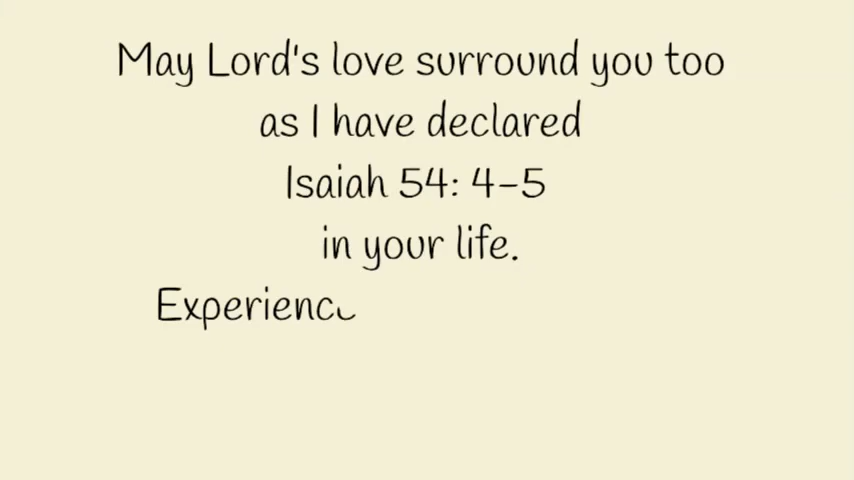 May Lord's love surround you too
as I have declared
Isaiah 54: 4-5
in your life.